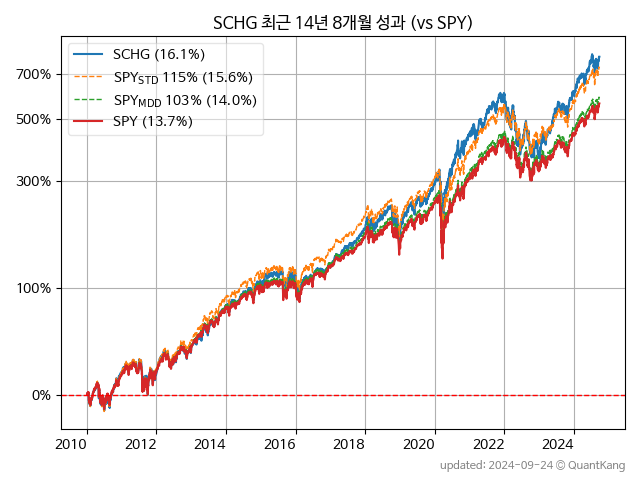 SCHG 최근 14년 8개월 성과 (vs SPY)
SCHG (16.1%)
SPY_STD 115% (15.6%)
SPY_MDD 103% (14.0%)
SPY (13.7%)
700%
500%
300%
100%
0%
2010 2012 2014 2016 2018 2020 2022 2024
updated: 2024-09-24 © QuantKang